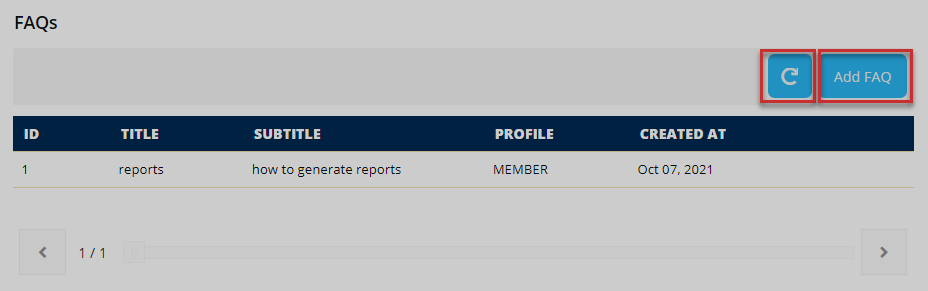 FAQs
Add FAQ
ID TITLE SUBTITLE PROFILE CREATED AT
1 reports how to generate reports MEMBER Oct 07, 2021
1 / 1